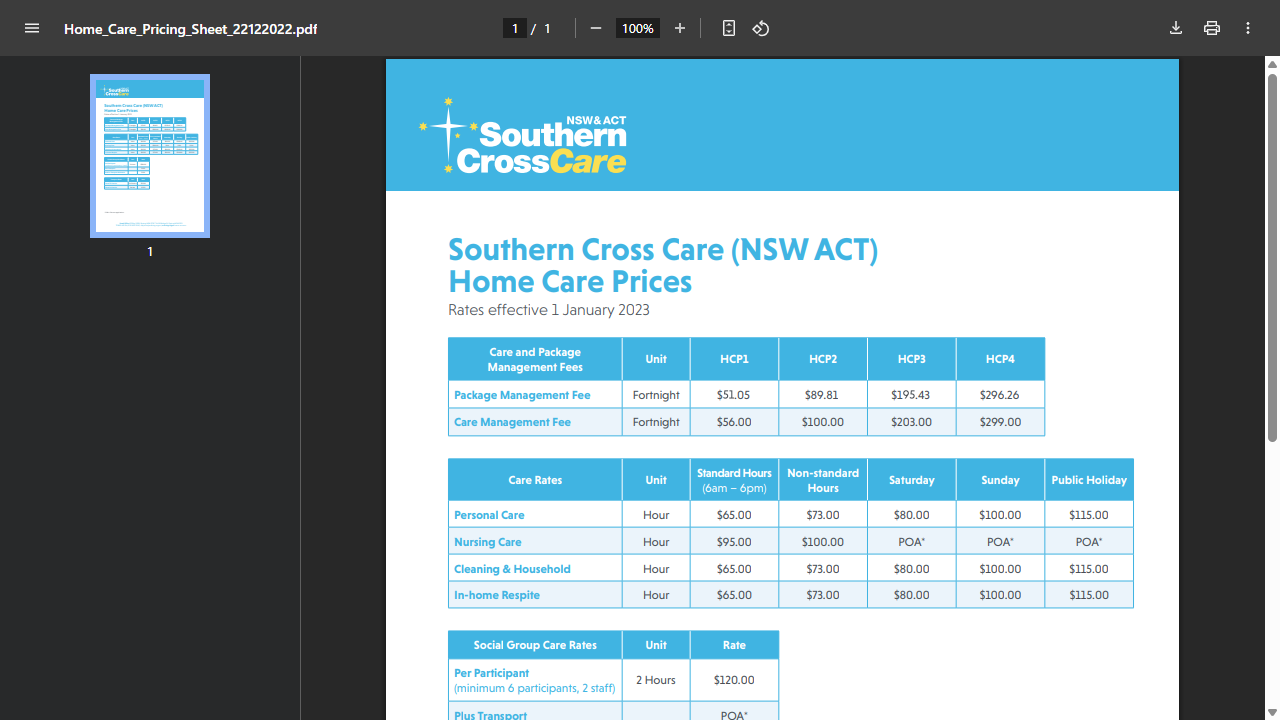 Home_Care_Pricing_Sheet_22122022.pdf
1 / 1
100%
1
NSW & ACT
Southern
CrossCare
Southern Cross Care (NSW ACT)
Home Care Prices
Rates effective 1 January 2023
Care and Package Management Fees Unit HCP1 HCP2 HCP3 HCP4
Package Management Fee Fortnight $51.05 $89.81 $195.43 $296.26
Care Management Fee Fortnight $56.00 $100.00 $203.00 $299.00
Care Rates Unit Standard Hours (6am – 6pm) Non-standard Hours Saturday Sunday Public Holiday
Personal Care Hour $65.00 $73.00 $80.00 $100.00 $115.00
Nursing Care Hour $95.00 $100.00 POA* POA* POA*
Cleaning & Household Hour $65.00 $73.00 $80.00 $100.00 $115.00
In-home Respite Hour $65.00 $73.00 $80.00 $100.00 $115.00
Social Group Care Rates Unit Rate
Per Participant (minimum 6 participants, 2 staff) 2 Hours $120.00
Plus Transport POA*